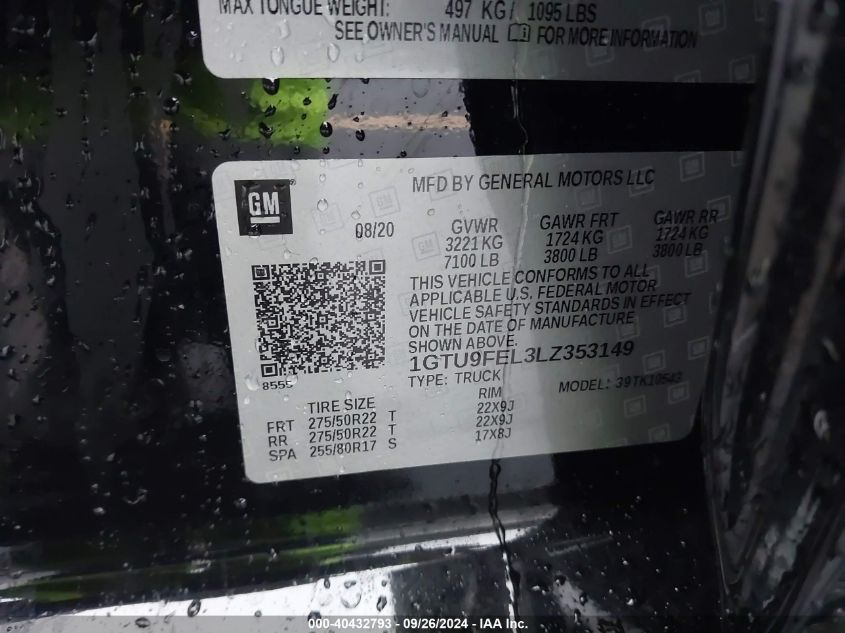 MAX TONGUE WEIGHT: 497 KG/ 1095 LBS
SEE OWNER'S MANUAL FOR MORE INFORMATION
GM
MFD BY GENERAL MOTORS LLC
08/20
GVWR GAWR FRT GAWR RR
3221 KG 1724 KG 1724 KG
7100 LB 3800 LB 3800 LB
THIS VEHICLE CONFORMS TO ALL
APPLICABLE U.S. FEDERAL MOTOR
VEHICLE SAFETY STANDARDS IN EFFECT
ON THE DATE OF MANUFACTURE
SHOWN ABOVE.
1GTU9FEL3LZ353149
8555
TYPE: TRUCK MODEL: 39TK10543
TIRE SIZE RIM
FRT 275/50R22 T 22X9J
RR 275/50R22 T 22X9J
SPA 255/80R17 S 17X8J
000-40432793 - 09/26/2024 - IAAI.com